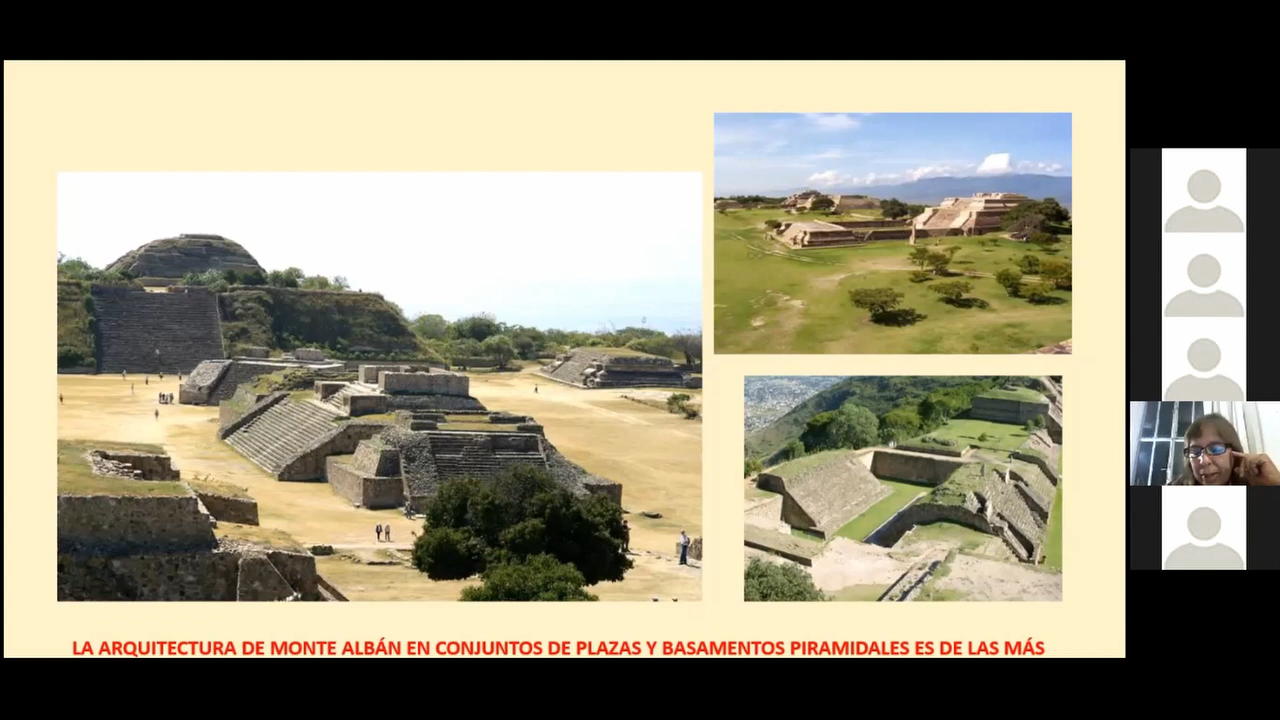 LA ARQUITECTURA DE MONTE ALBÁN EN CONJUNTOS DE PLAZAS Y BASAMENTOS PIRAMIDALES ES DE LAS MÁS